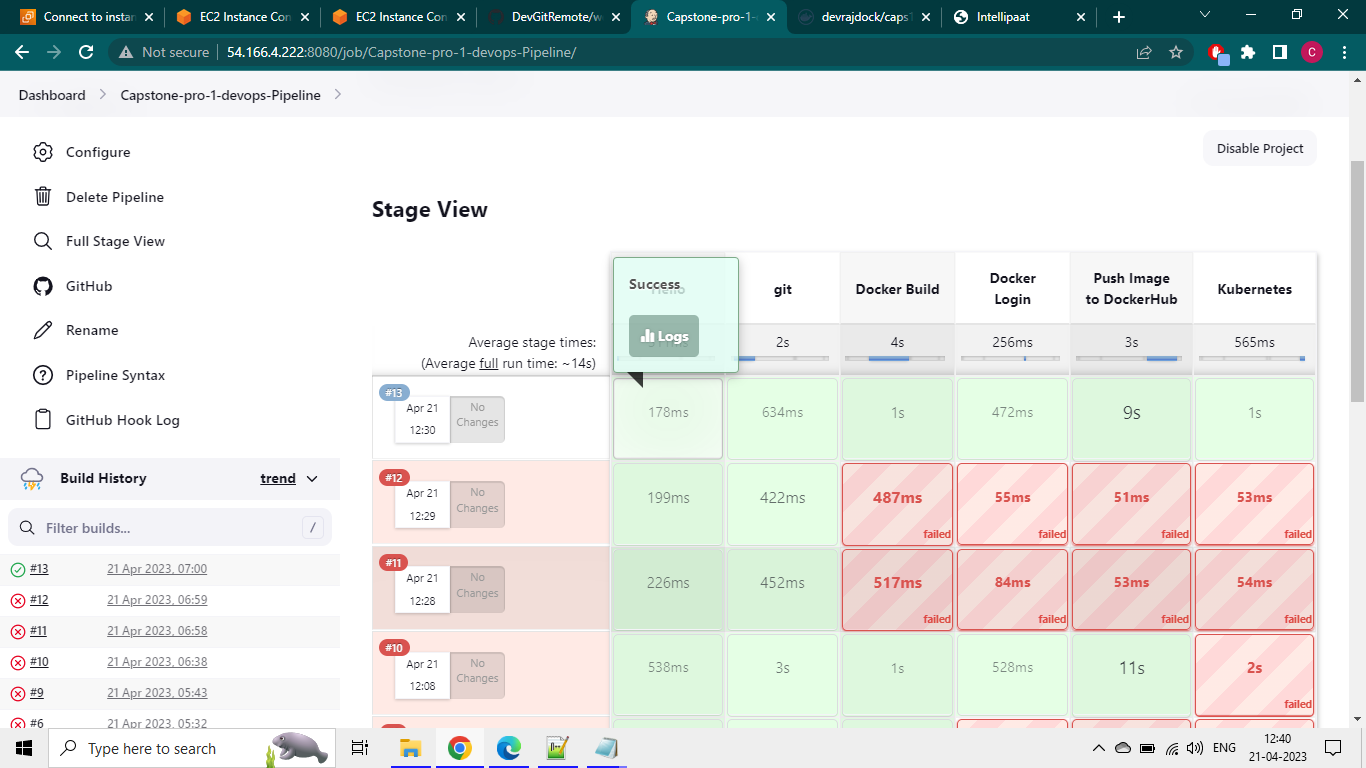 Connect to instan
EC2 Instance Con
EC2 Instance Con
DevGitRemote/w
Capstone-pro-1-
devrajdock/caps
Intellipaat
Not secure
54.166.4.222:8080/job/Capstone-pro-1-devops-Pipeline/
C
Dashboard
Capstone-pro-1-devops-Pipeline
Configure
Delete Pipeline
Full Stage View
GitHub
Rename
Pipeline Syntax
GitHub Hook Log
Build History
trend
Filter builds...
/
#13
21 Apr 2023, 07:00
#12
21 Apr 2023, 06:59
#11
21 Apr 2023, 06:58
#10
21 Apr 2023, 06:38
#9
21 Apr 2023, 05:43
#6
21 Apr 2023, 05:32
Disable Project
Stage View
Success
Hello
Logs
git
Docker Build
Docker
Login
Push Image
to DockerHub
Kubernetes
Average stage times:
(Average full run time: ~14s)
2s
4s
256ms
3s
565ms
#13
Apr 21
12:30
No
Changes
178ms
634ms
1s
472ms
9s
1s
#12
Apr 21
12:29
No
Changes
199ms
422ms
487ms
failed
55ms
failed
51ms
failed
53ms
failed
#11
Apr 21
12:28
No
Changes
226ms
452ms
517ms
failed
84ms
failed
53ms
failed
54ms
failed
#10
Apr 21
12:08
No
Changes
538ms
3s
1s
528ms
11s
2s
failed
Type here to search
ENG
12:40
21-04-2023